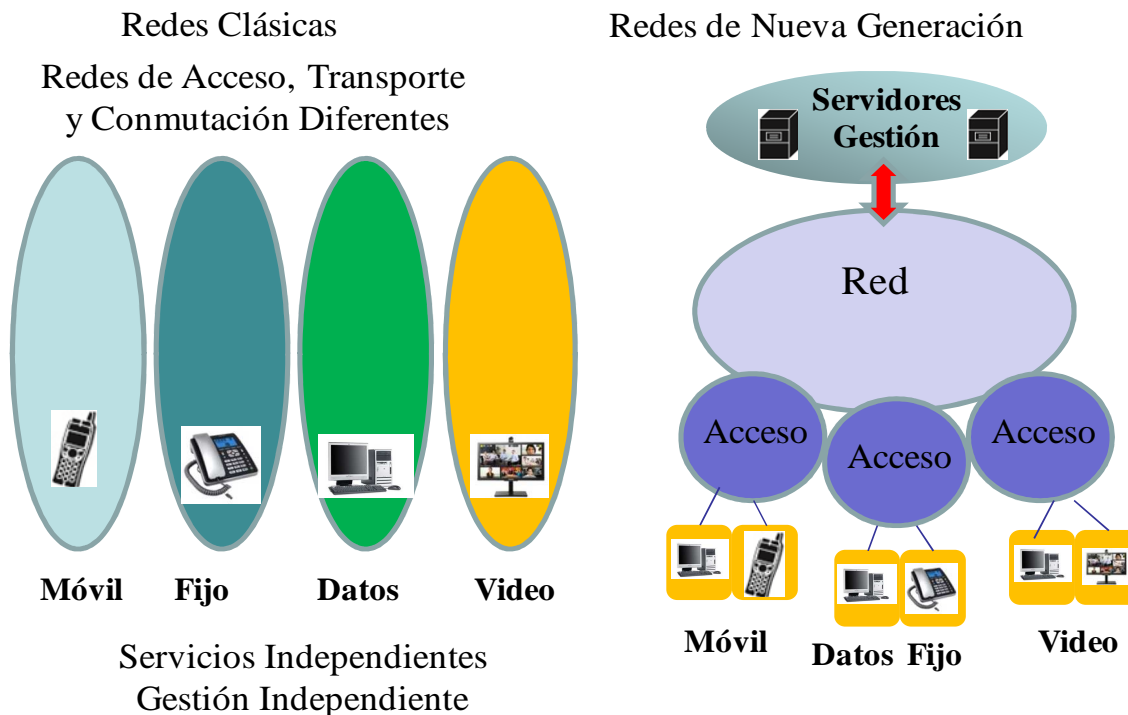 Redes Clásicas
Redes de Acceso, Transporte
y Conmutación Diferentes
Móvil
Fijo
Datos
Video
Servicios Independientes
Gestión Independiente
Redes de Nueva Generación
Servidores
Gestión
Red
Acceso
Acceso
Acceso
Móvil
Datos
Fijo
Video